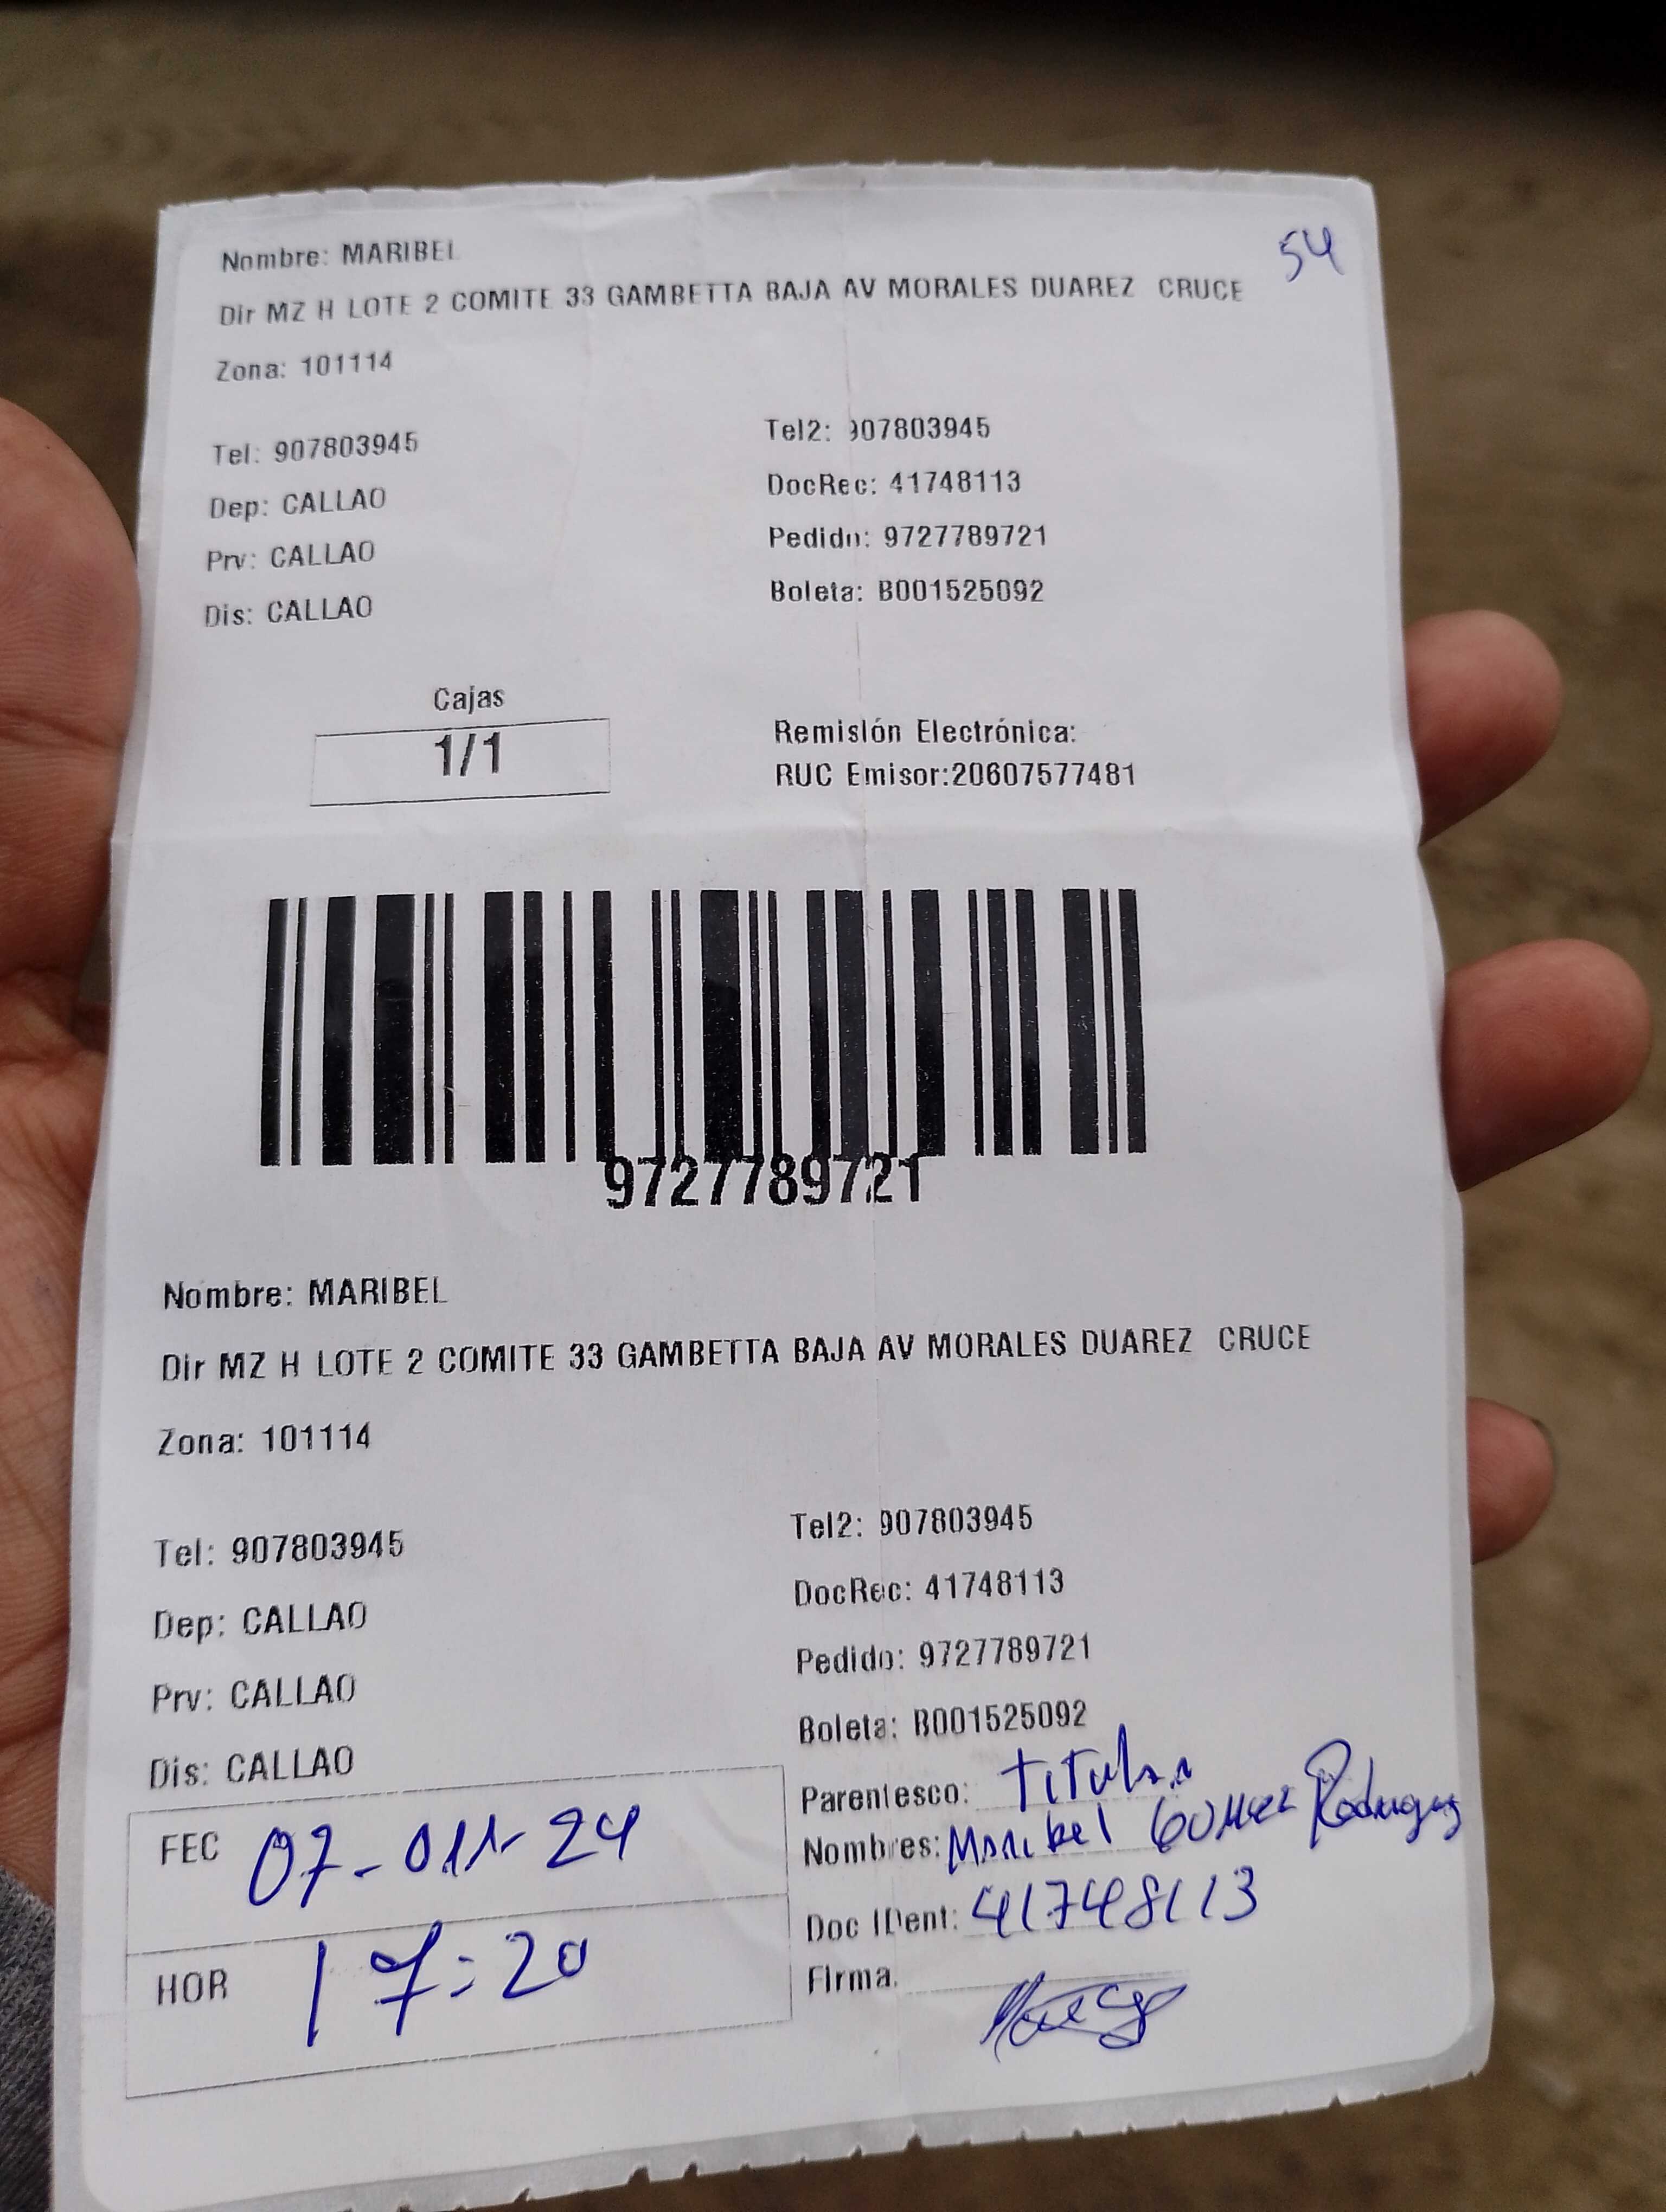 54
Nombre: MARIBEL
Dir MZ H LOTE 2 COMITE 33 GAMBETTA BAJA AV MORALES DUAREZ CRUCE
Zona: 101114
Tel: 907803945
Tel2: 907803945
Dep: CALLAO
DocRec: 41748113
Prv: CALLAO
Pedido: 9727789721
Dis: CALLAO
Boleta: B001525092
Cajas
1/1
Remisión Electrónica:
RUC Emisor:20607577481
9727789721
Nombre: MARIBEL
Dir MZ H LOTE 2 COMITE 33 GAMBETTA BAJA AV MORALES DUAREZ CRUCE
Zona: 101114
Tel: 907803945
Tel2: 907803945
Dep: CALLAO
DocRec: 41748113
Prv: CALLAO
Pedido: 9727789721
Dis: CALLAO
Boleta: B001525092
Parentesco: Titular
FEC 07-
24
Nombres: Maribel Rodriguez
Doc IDent: 41748113
HOR 17:20
Firma.